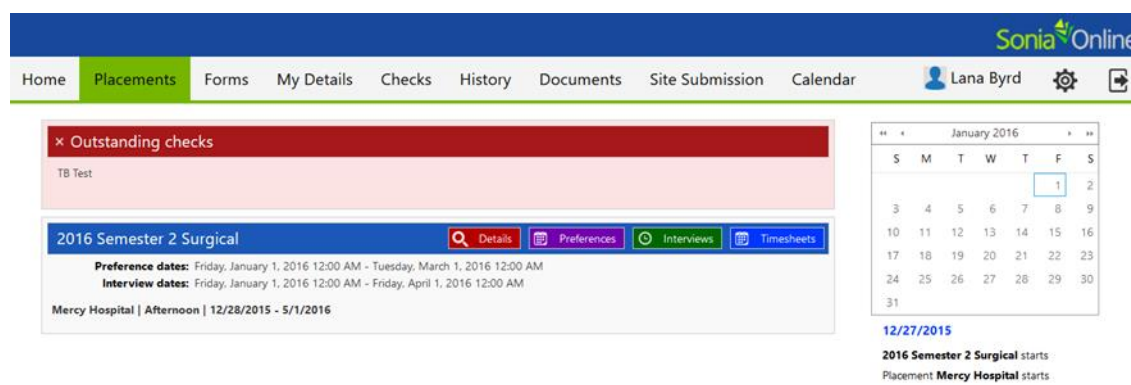 Sonia Online
Home Placements Forms My Details Checks History Documents Site Submission Calendar Lana Byrd
× Outstanding checks
TB Test
2016 Semester 2 Surgical Details Preferences Interviews Timesheets
Preference dates: Friday, January 1, 2016 12:00 AM - Tuesday, March 1, 2016 12:00 AM
Interview dates: Friday, January 1, 2016 12:00 AM - Friday, April 1, 2016 12:00 AM
Mercy Hospital | Afternoon | 12/28/2015 - 5/1/2016
January 2016
S M T W T F S
1 2
3 4 5 6 7 8 9
10 11 12 13 14 15 16
17 18 19 20 21 22 23
24 25 26 27 28 29 30
31
12/27/2015
2016 Semester 2 Surgical starts
Placement Mercy Hospital starts